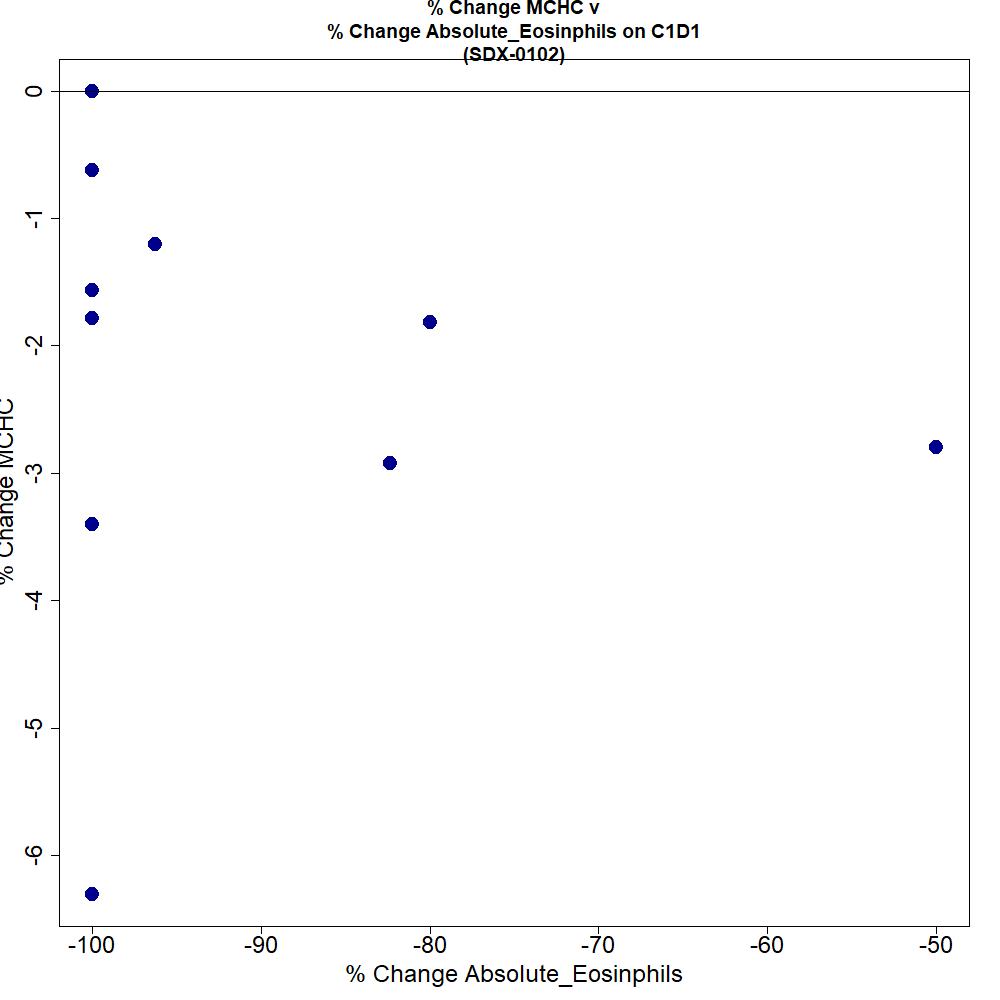 % Change MCHC v
% Change Absolute_Eosinphils on C1D1
(SDX-0102)
% Change MCHC
0
-1
-2
-3
-4
-5
-6
-100
-90
-80
-70
-60
-50
% Change Absolute_Eosinphils